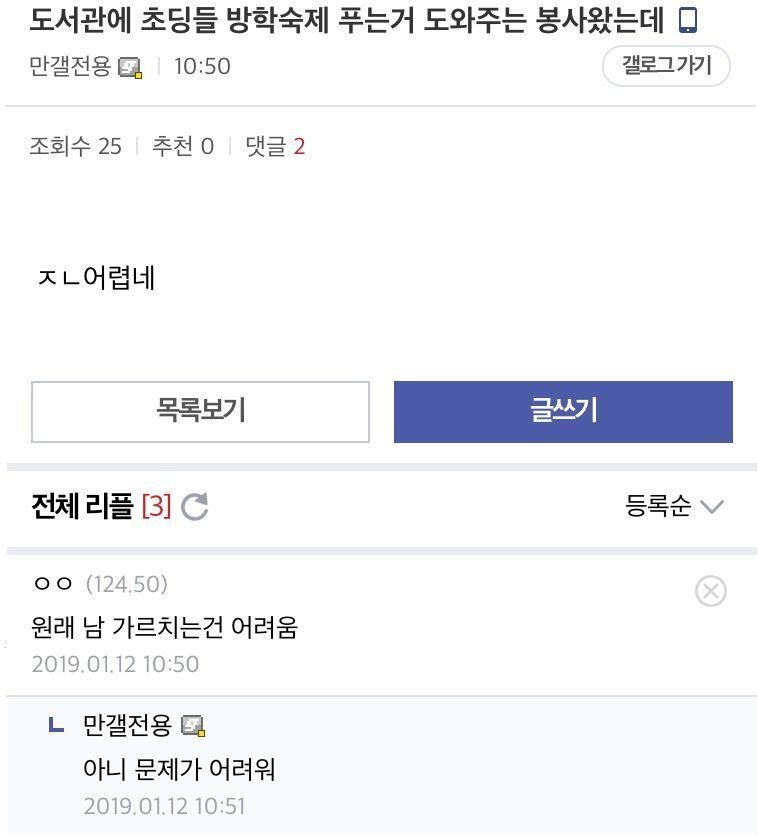 도서관에 초딩들 방학숙제 푸는거 도와주는 봉사왔는데
만갤전용 10:50 갤로그 가기
조회수 25 추천 0 댓글 2
ㅈㄴ어렵네
목록보기 글쓰기
전체 리플 [3] 등록순
ㅇㅇ (124.50)
원래 남 가르치는건 어려움
2019.01.12 10:50
만갤전용
아니 문제가 어려워
2019.01.12 10:51